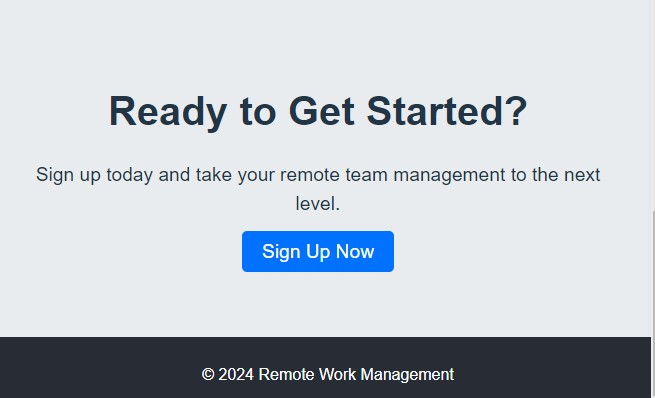 Ready to Get Started?
Sign up today and take your remote team management to the next
level.
Sign Up Now
© 2024 Remote Work Management